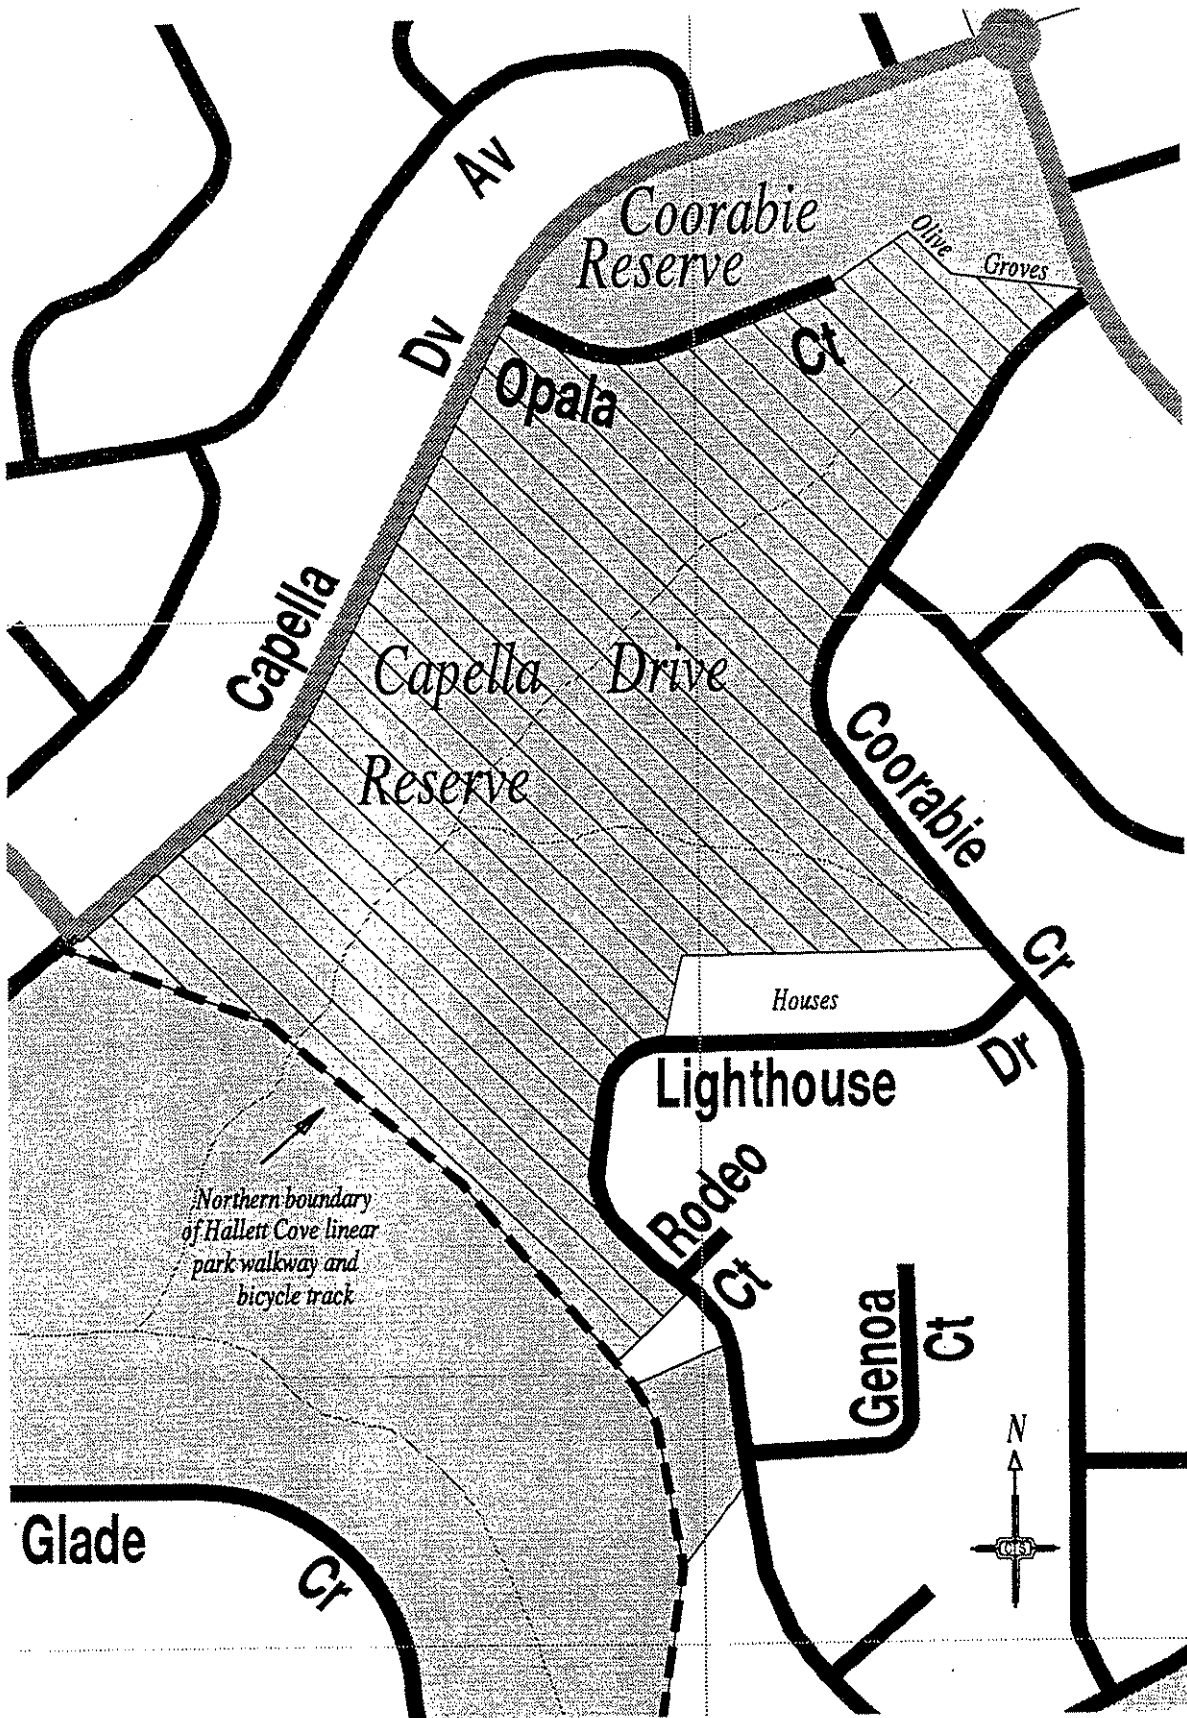 Av
Coorabie
Reserve
Olive
Groves
Dv
Opala
Ct
Capella
Capella Drive
Reserve
Coorabie
Cr
Houses
Lighthouse
Dr
Rodeo
Ct
Northern boundary
of Hallett Cove linear
park walkway and
bicycle track
Genoa
Ct
N
Glade
Cr